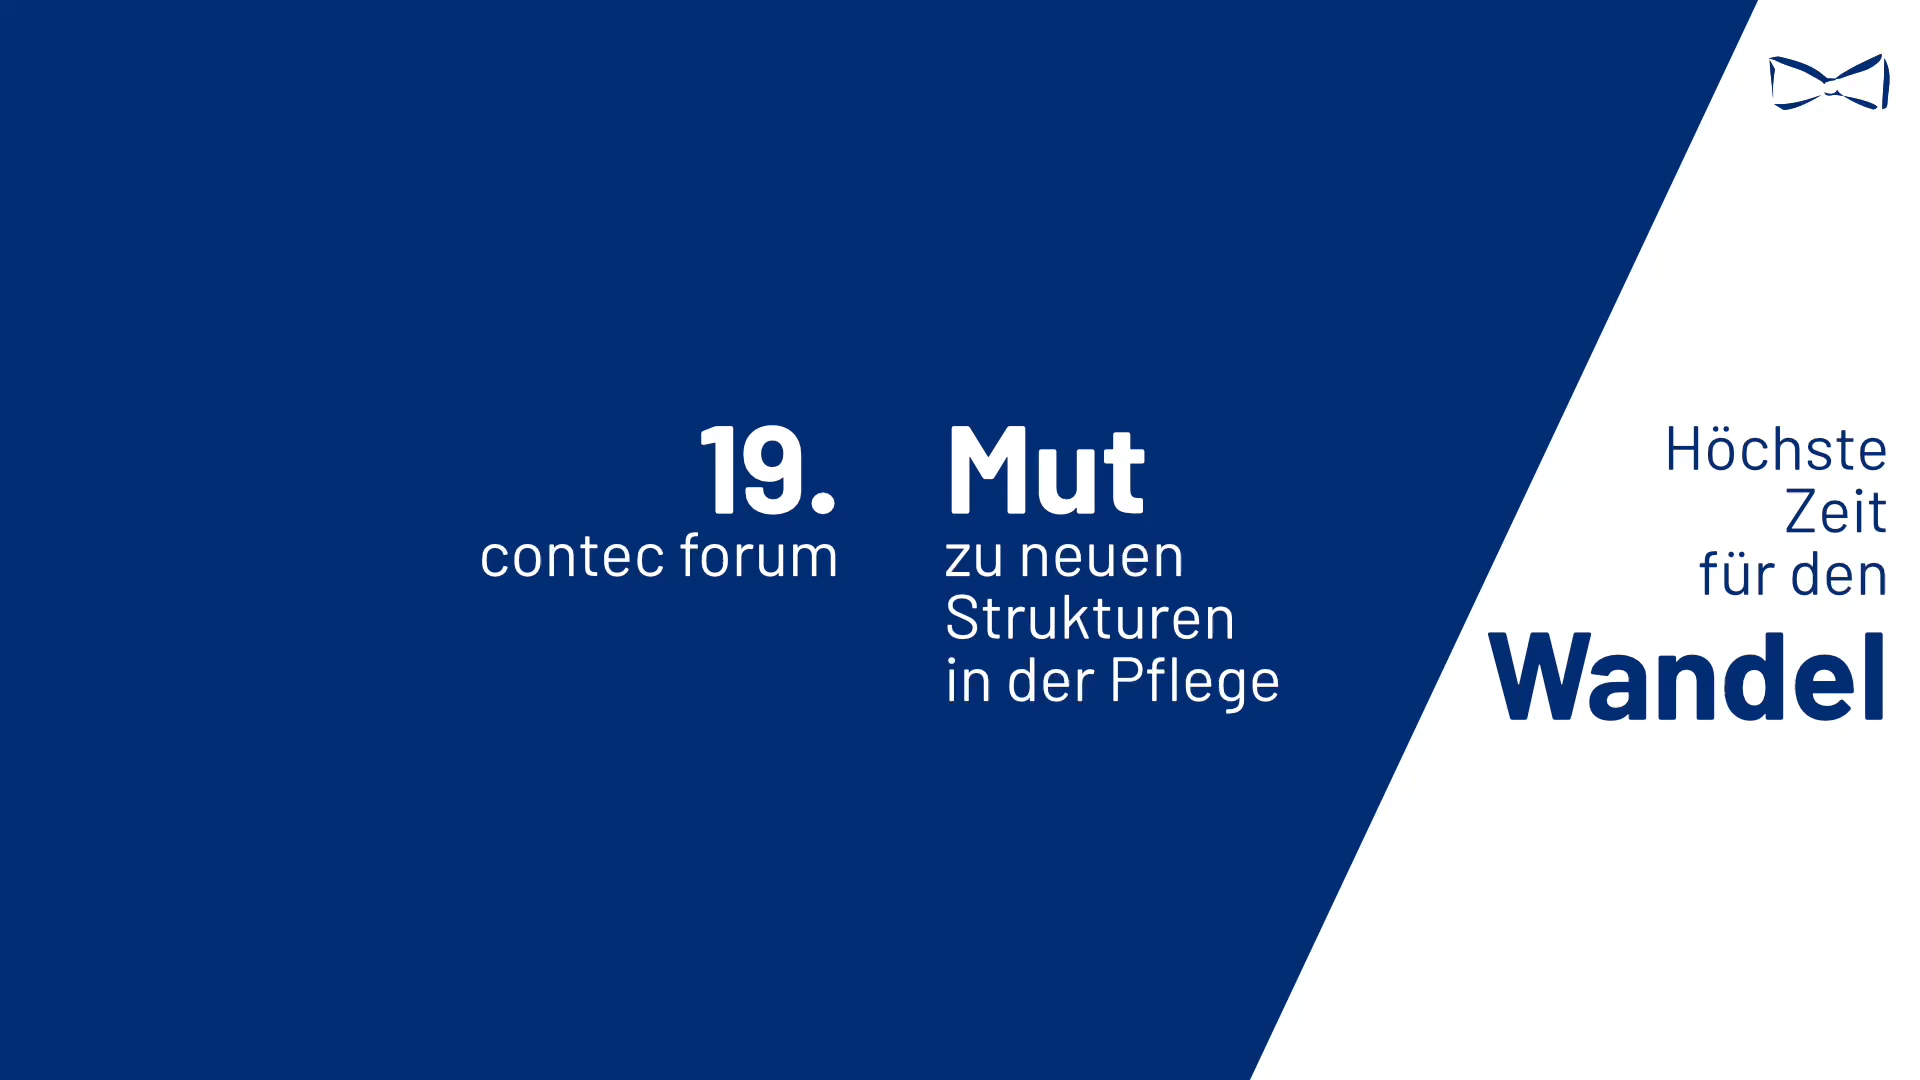 19.
contec forum
Mut
zu neuen
Strukturen
in der Pflege
Höchste
Zeit
für den
Wandel